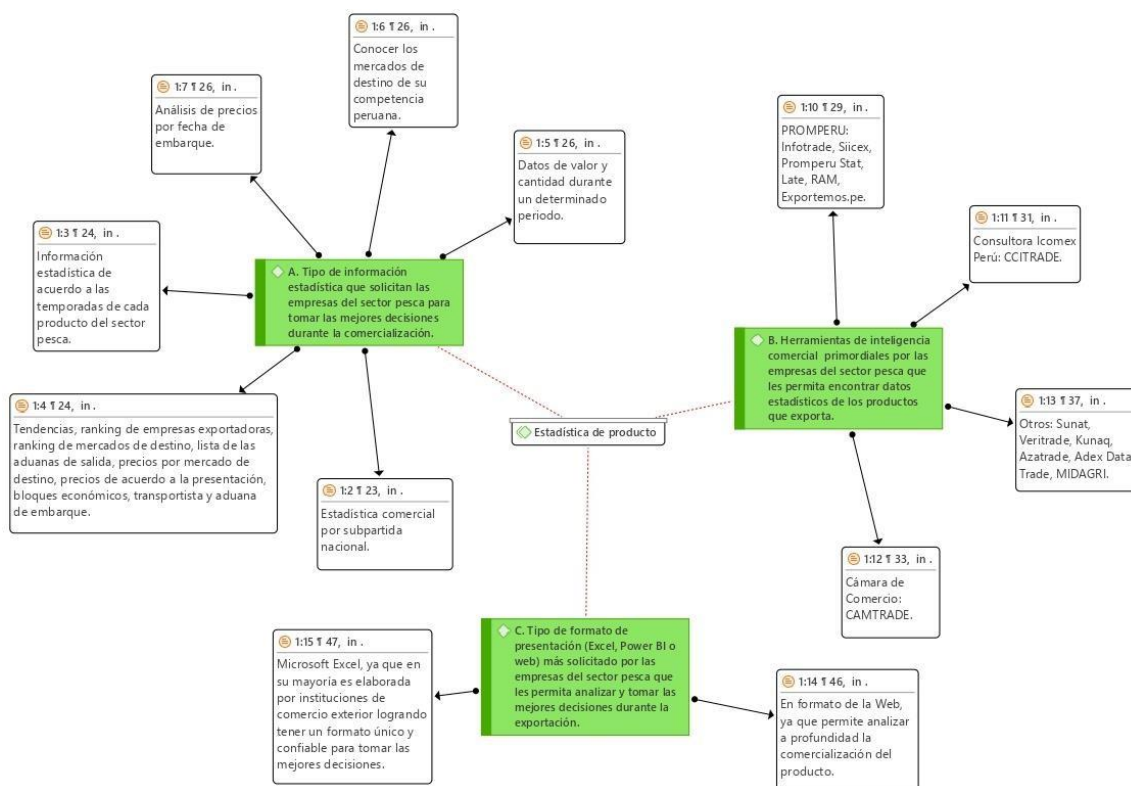 1:6 ¶ 26, in .
Conocer los
mercados de
destino de su
competencia
peruana.
1:7 ¶ 26, in .
Análisis de precios
por fecha de
embarque.
1:5 ¶ 26, in .
Datos de valor y
cantidad durante
un determinado
periodo.
1:3 ¶ 24, in .
Información
estadística de
acuerdo a las
temporadas de cada
producto del sector
pesca.
A. Tipo de información
estadística que solicitan las
empresas del sector pesca para
tomar las mejores decisiones
durante la comercialización.
1:4 ¶ 24, in .
Tendencias, ranking de empresas exportadoras,
ranking de mercados de destino, lista de las
aduanas de salida, precios por mercado de
destino, precios de acuerdo a la presentación,
bloques económicos, transportista y aduana
de embarque.
1:2 ¶ 23, in .
Estadística comercial
por subpartida
nacional.
Estadística de producto
1:10 ¶ 29, in .
PROMPERU:
Infotrade, Siicex,
Promperu Stat,
Late, RAM,
Exportemos.pe.
1:11 ¶ 31, in .
Consultora Icomex
Perú: CCITRADE.
B. Herramientas de inteligencia
comercial primordiales por las
empresas del sector pesca que
les permita encontrar datos
estadísticos de los productos
que exporta.
1:13 ¶ 37, in .
Otros: Sunat,
Veritrade, Kunaq,
Azatrade, Adex Data
Trade, MIDAGRI.
1:12 ¶ 33, in .
Cámara de
Comercio:
CAMTRADE.
C. Tipo de formato de
presentación (Excel, Power BI o
web) más solicitado por las
empresas del sector pesca que
les permita analizar y tomar las
mejores decisiones durante la
exportación.
1:15 ¶ 47, in .
Microsoft Excel, ya que en
su mayoría es elaborada
por instituciones de
comercio exterior logrando
tener un formato único y
confiable para tomar las
mejores decisiones.
1:14 ¶ 46, in .
En formato de la Web,
ya que permite analizar
a profundidad la
comercialización del
producto.